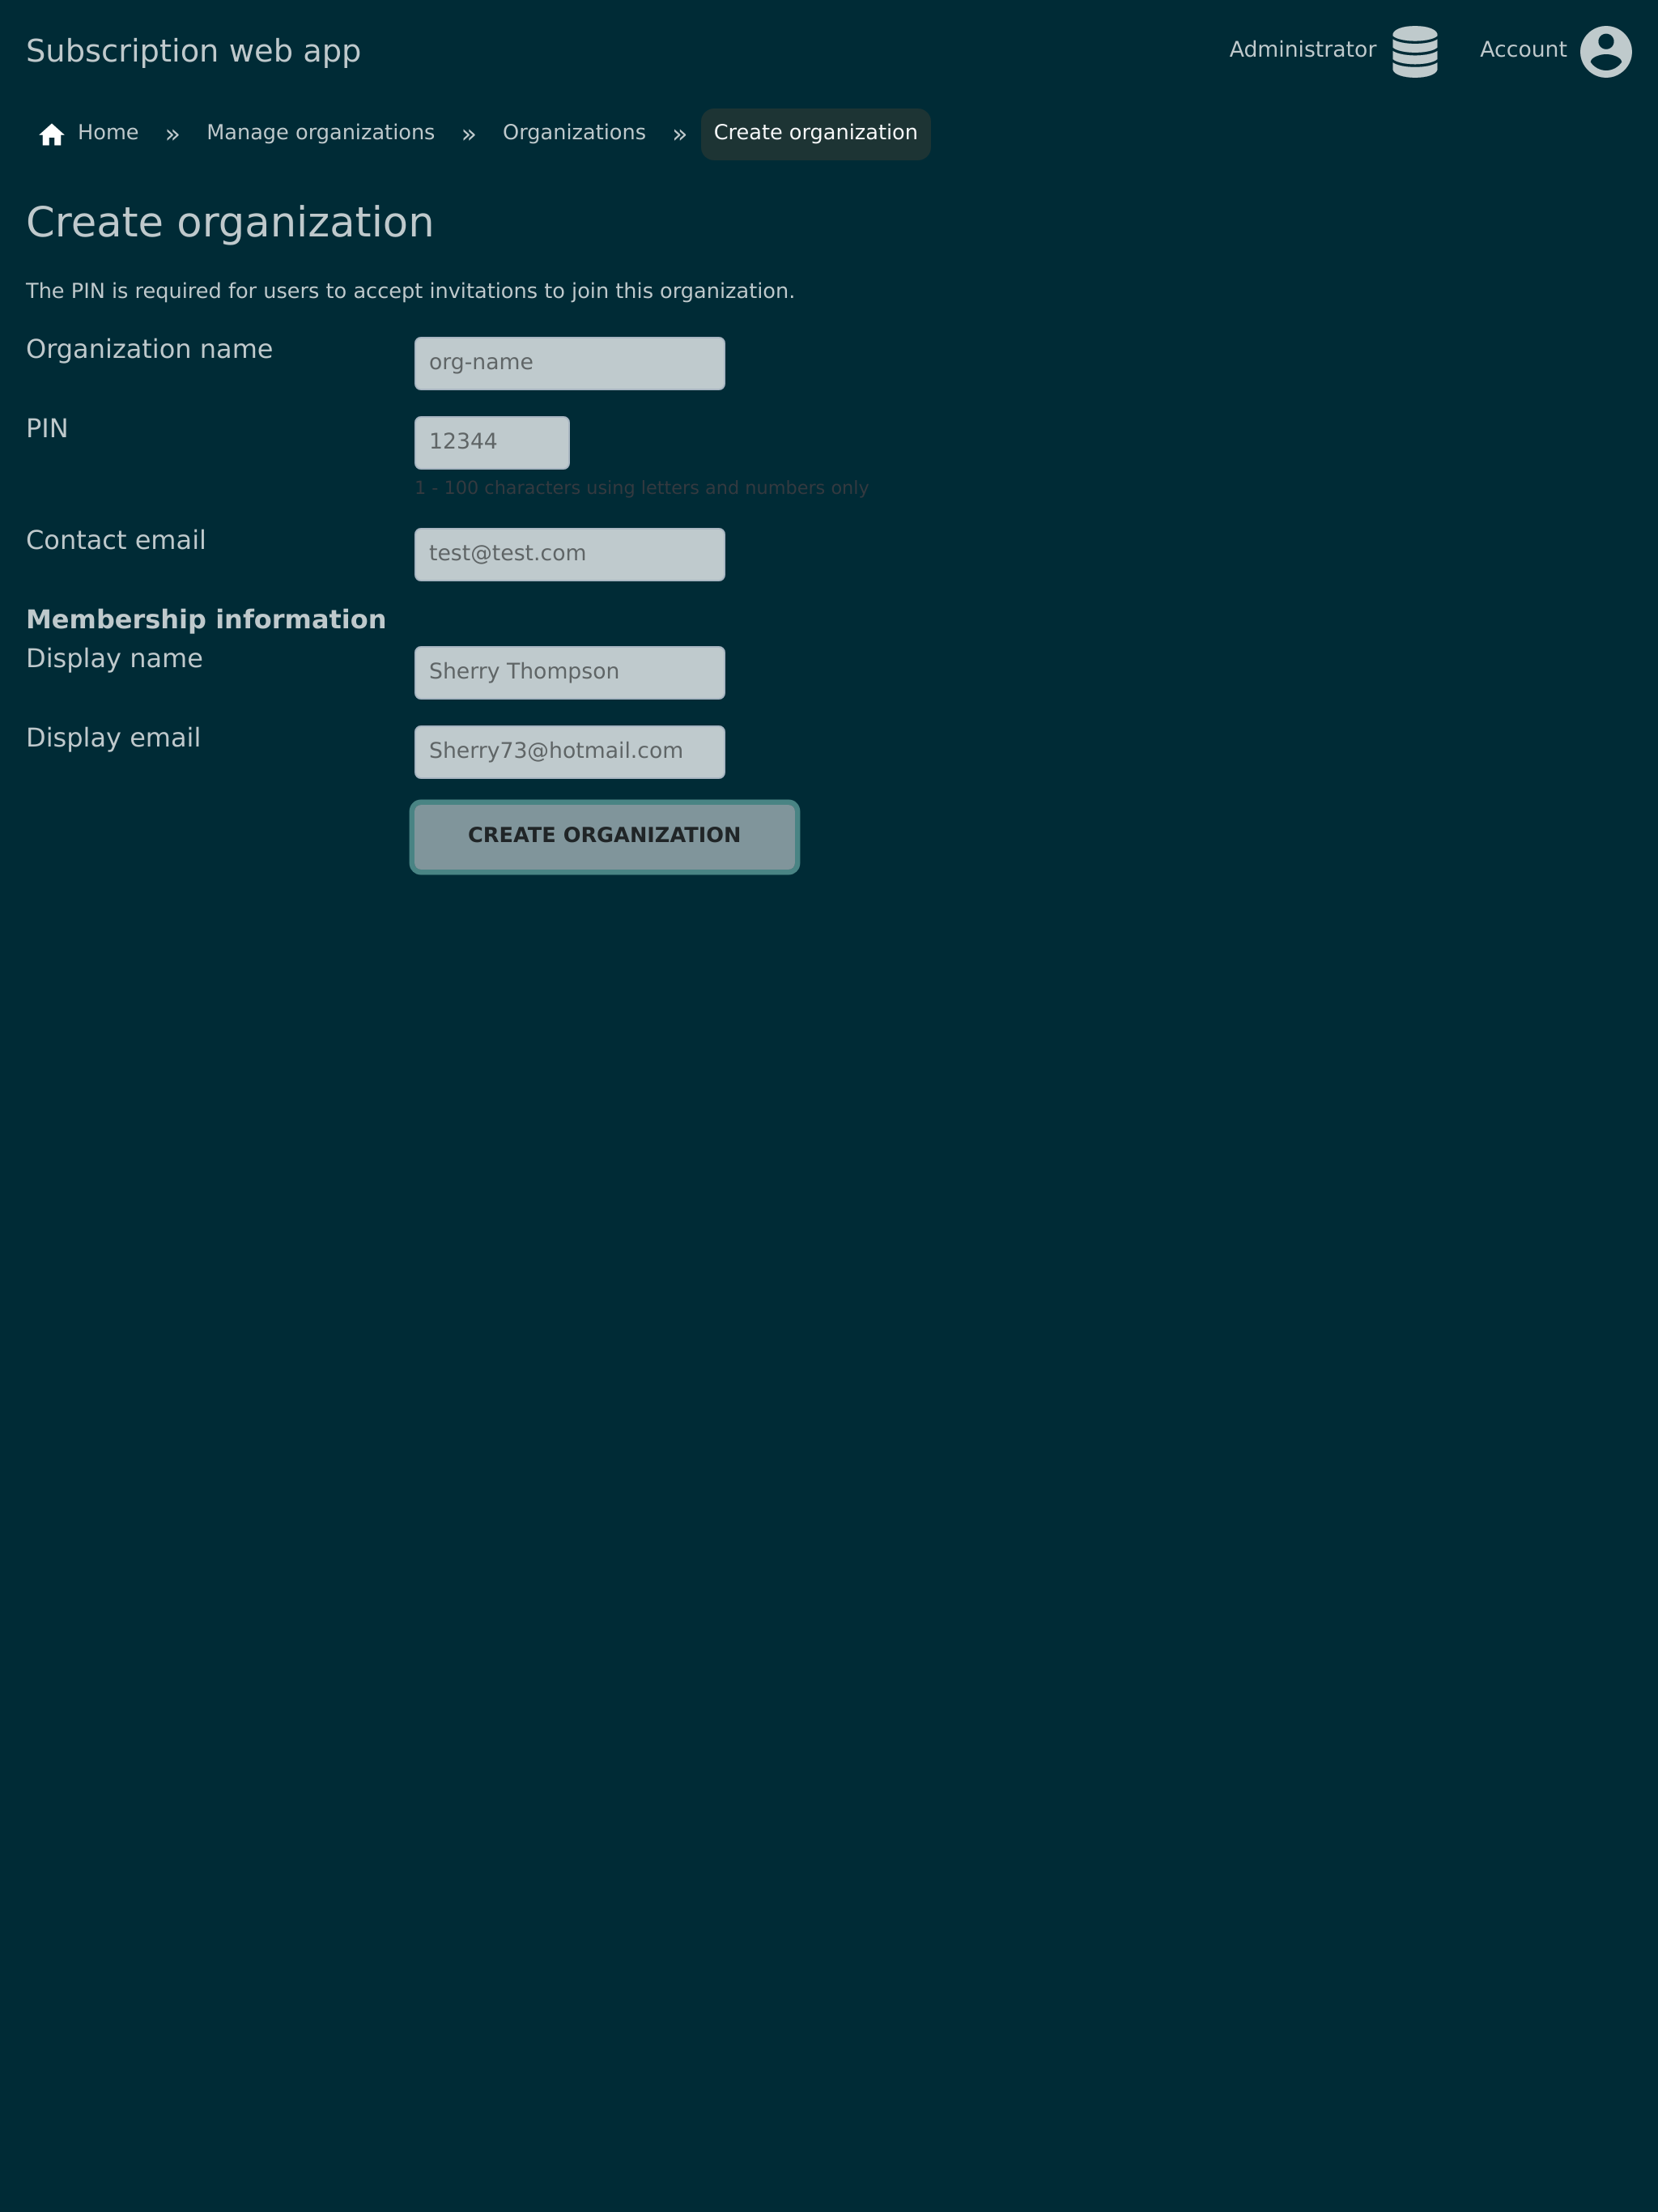 Subscription web app Administrator Account
Home » Manage organizations » Organizations » Create organization
Create organization
The PIN is required for users to accept invitations to join this organization.
Organization name org-name
PIN 12344
1 - 100 characters using letters and numbers only
Contact email test@test.com
Membership information
Display name Sherry Thompson
Display email Sherry73@hotmail.com
CREATE ORGANIZATION